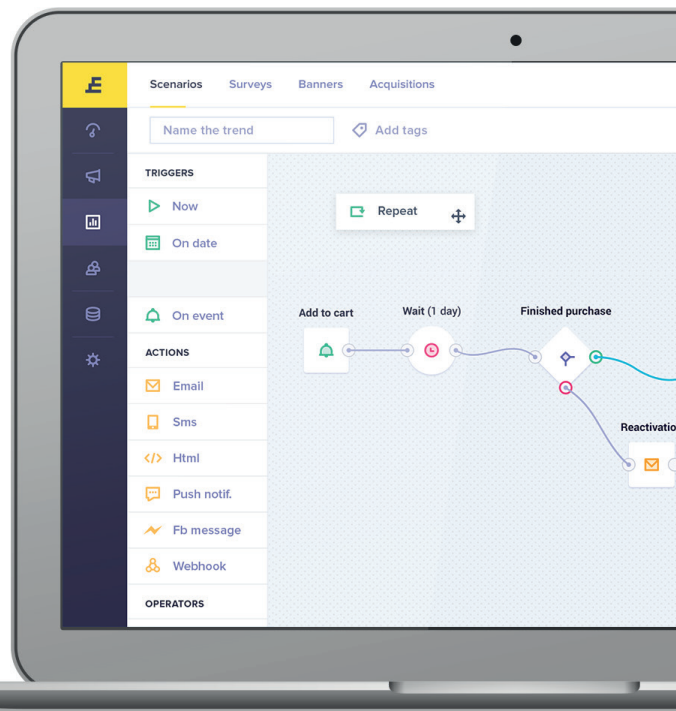 Scenarios Surveys Banners Acquisitions
Name the trend Add tags
TRIGGERS
Now
On date
On event
ACTIONS
Email
Sms
Html
Push notif.
Fb message
Webhook
OPERATORS
Repeat
Add to cart
Wait (1 day)
Finished purchase
Reactivatio